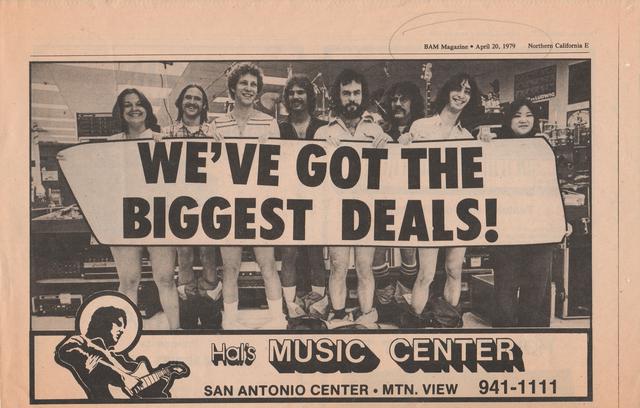 BAM Magazine • April 20, 1979 Northern California E
WE'VE GOT THE
BIGGEST DEALS!
Hal's MUSIC CENTER
SAN ANTONIO CENTER • MTN. VIEW 941-1111